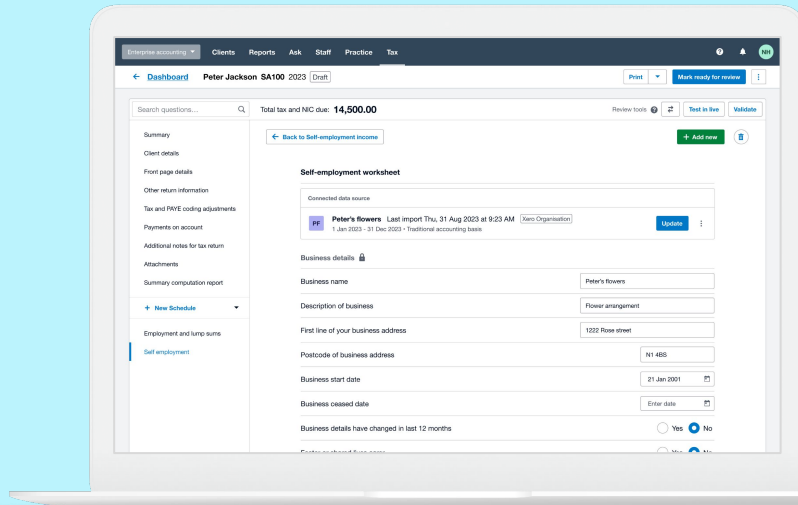 Enterprise accounting Clients Reports Ask Staff Practice Tax NH
Dashboard Peter Jackson SA100 2023 Draft Print Mark ready for review
Search questions... Total tax and NIC due: 14,500.00 Review tools Test in live Validate
Summary
Back to Self-employment income + Add new
Client details
Front page details
Self-employment worksheet
Other return information
Connected data source
Tax and PAYE coding adjustments
PF Peter's flowers Last import Thu, 31 Aug 2023 at 9:23 AM Xero Organisation Update
1 Jan 2023 - 31 Dec 2023 • Traditional accounting basis
Payments on account
Additional notes for tax return
Business details
Attachments
Summary computation report
Business name Peter's flowers
+ New Schedule
Description of business Flower arrangement
Employment and lump sums
First line of your business address 1222 Rose street
Self employment
Postcode of business address N1 4BS
Business start date 21 Jan 2001
Business ceased date Enter date
Business details have changed in last 12 months Yes No